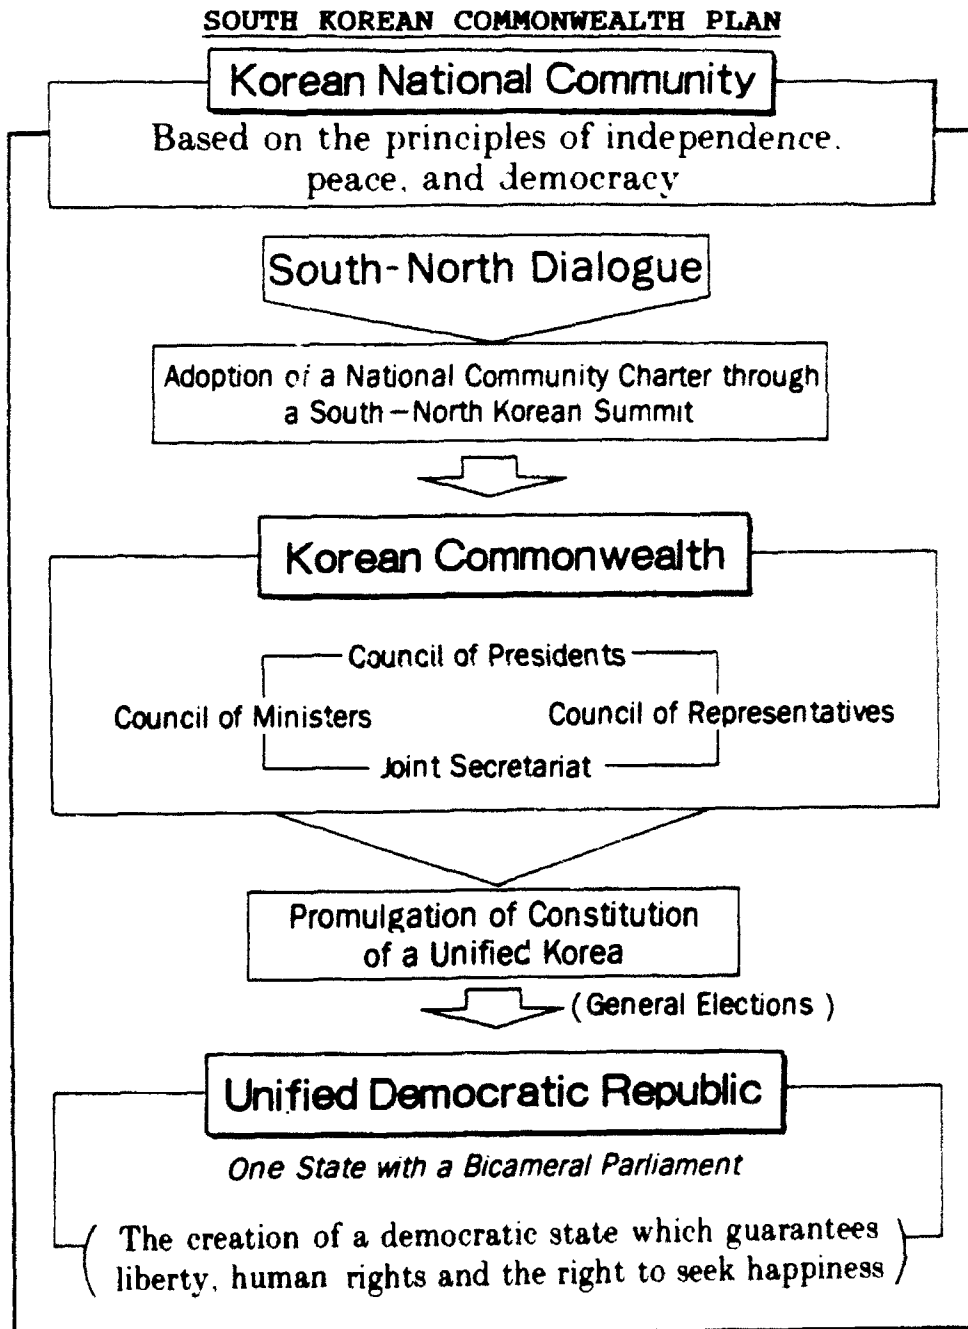 SOUTH KOREAN COMMONWEALTH PLAN
Korean National Community
Based on the principles of independence,
peace, and democracy
South-North Dialogue
Adoption of a National Community Charter through
a South-North Korean Summit
Korean Commonwealth
Council of Presidents
Council of Ministers
Council of Representatives
Joint Secretariat
Promulgation of Constitution
of a Unified Korea
(General Elections)
Unified Democratic Republic
One State with a Bicameral Parliament
(The creation of a democratic state which guarantees
liberty, human rights and the right to seek happiness)